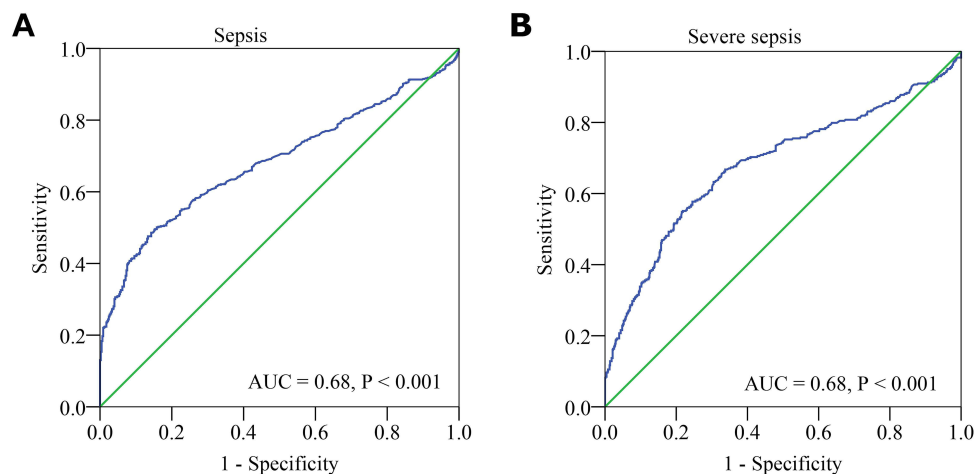 A
Sepsis
1.0
0.8
0.6
0.4
0.2
0.0
Sensitivity
AUC = 0.68, P < 0.001
0.0 0.2 0.4 0.6 0.8 1.0
1 - Specificity
B
Severe sepsis
1.0
0.8
0.6
0.4
0.2
0.0
Sensitivity
AUC = 0.68, P < 0.001
0.0 0.2 0.4 0.6 0.8 1.0
1 - Specificity